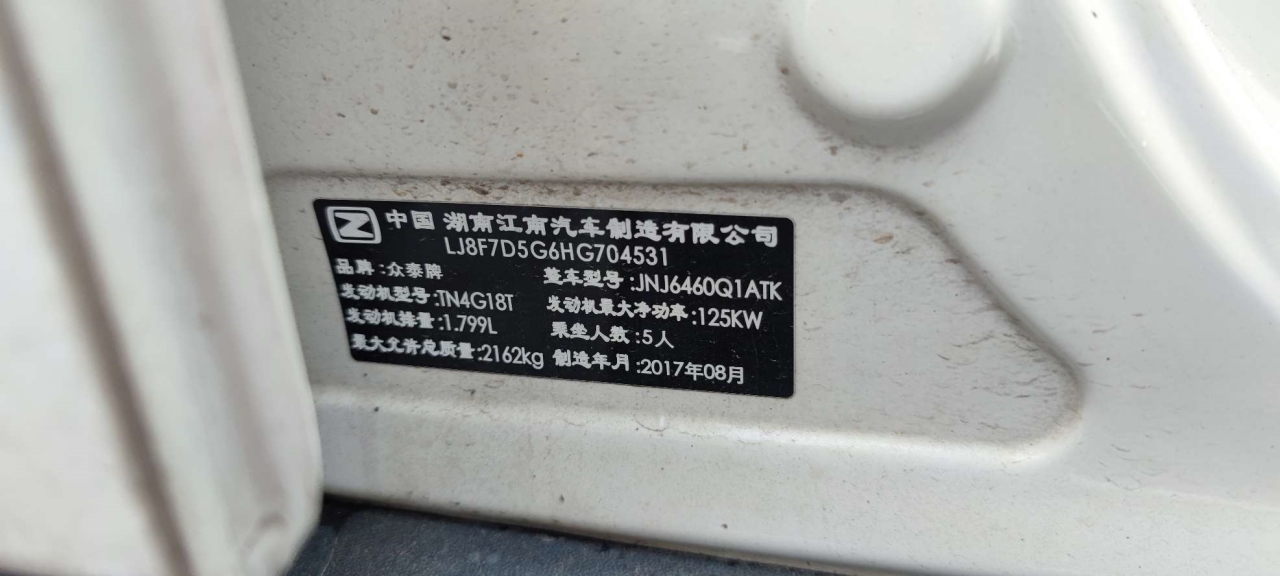 Z 中国 湖南江南汽车制造有限公司
LJ8F7D5G6HG704531
品牌:众泰牌 整车型号:JNJ6460Q1ATK
发动机型号:TN4G18T 发动机最大净功率:125KW
发动机排量:1.799L 乘坐人数:5人
最大允许总质量:2162kg 制造年月:2017年08月